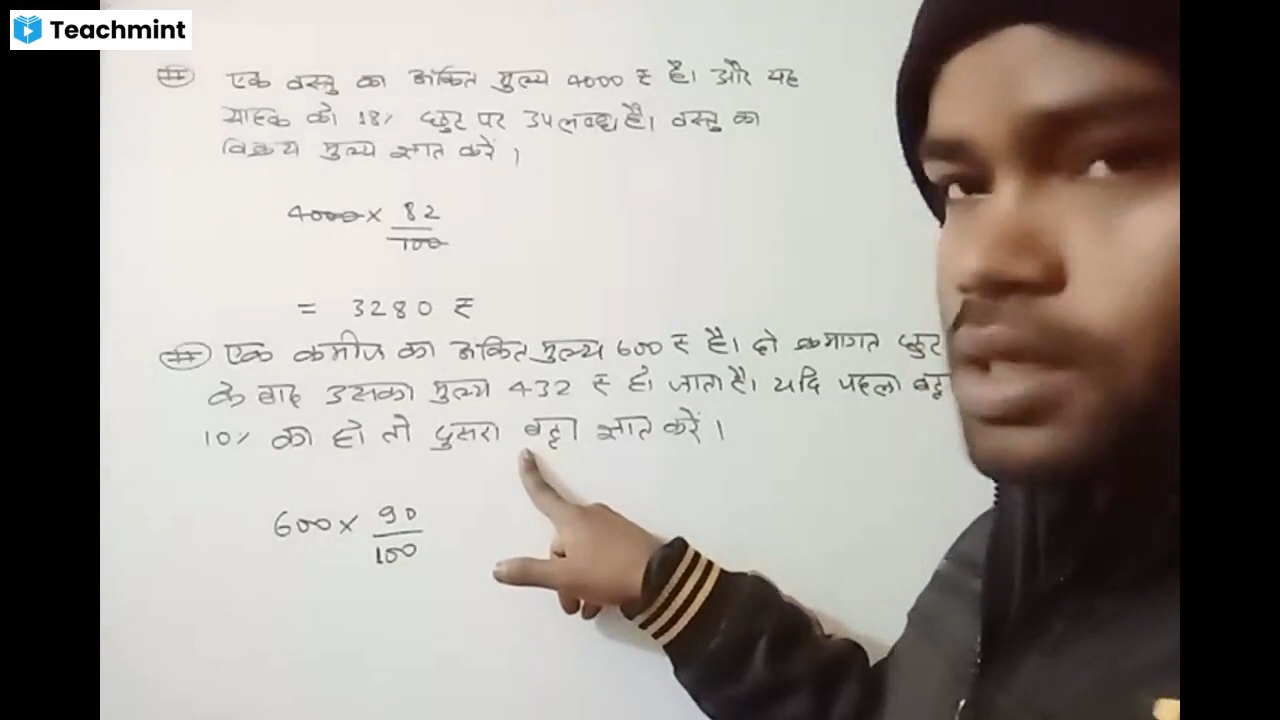 Teachmint
एक वस्तु का अंकित मुल्य 4000 ₹ है। और यह
ग्राहक को 18% छुट पर उपलब्ध है। वस्तु का
विक्रय मुल्य ज्ञात करें।
4000 × 82
100
= 3280 ₹
एक कमीज का अंकित मुल्य 600 ₹ है। दो क्रमागत छुट
के बाद उसका मुल्य 432 ₹ हो जाता है। यदि पहला बट्टा
10% का हो तो दुसरा बट्टा ज्ञात करें।
600 × 90
100